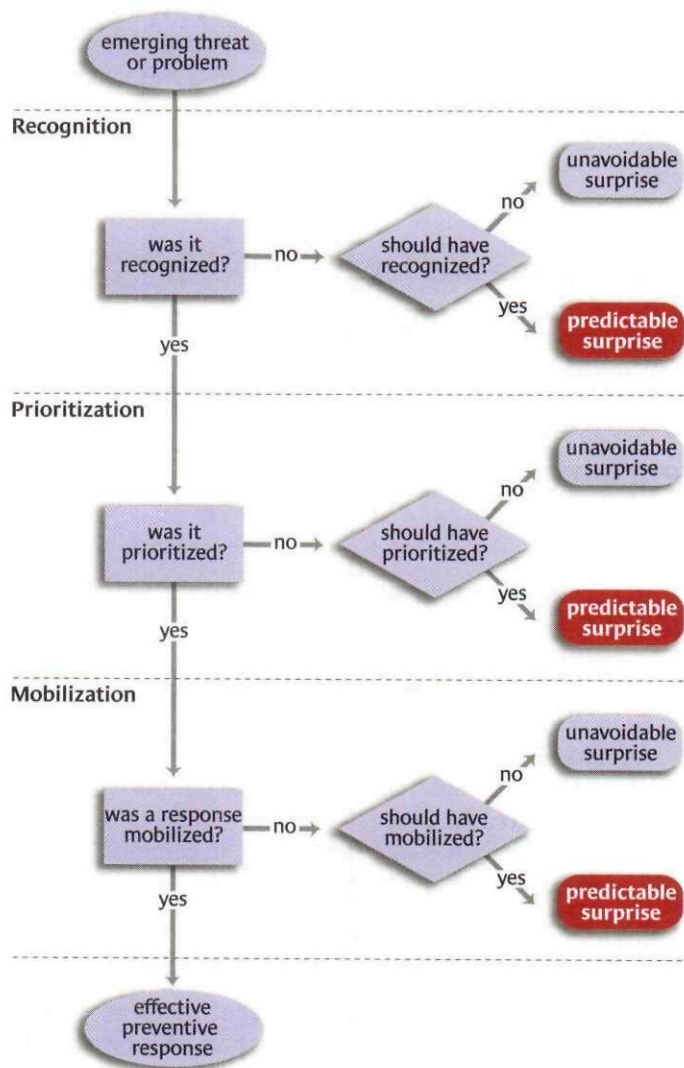 emerging threat
or problem
Recognition
unavoidable
surprise
no
was it
recognized?
no
should have
recognized?
yes
predictable
surprise
yes
Prioritization
unavoidable
surprise
no
was it
prioritized?
no
should have
prioritized?
yes
predictable
surprise
yes
Mobilization
unavoidable
surprise
no
was a response
mobilized?
no
should have
mobilized?
yes
predictable
surprise
yes
effective
preventive
response